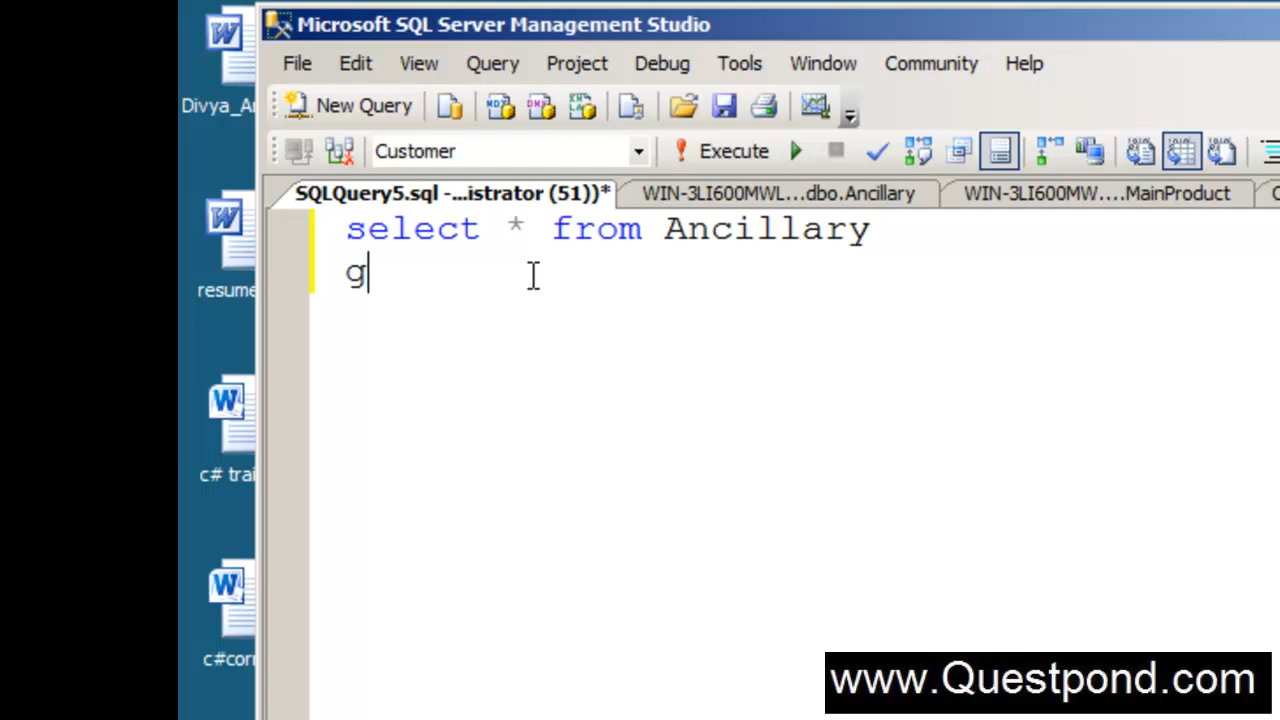 Microsoft SQL Server Management Studio
File Edit View Query Project Debug Tools Window Community Help
Divya_A
New Query
Customer
Execute
SQLQuery5.sql -...istrator (51))*
WIN-3LI600MWL...dbo.Ancillary
WIN-3LI600MW....MainProduct
select * from Ancillary
g
resume
c# trai
c#corn
www.Questpond.com